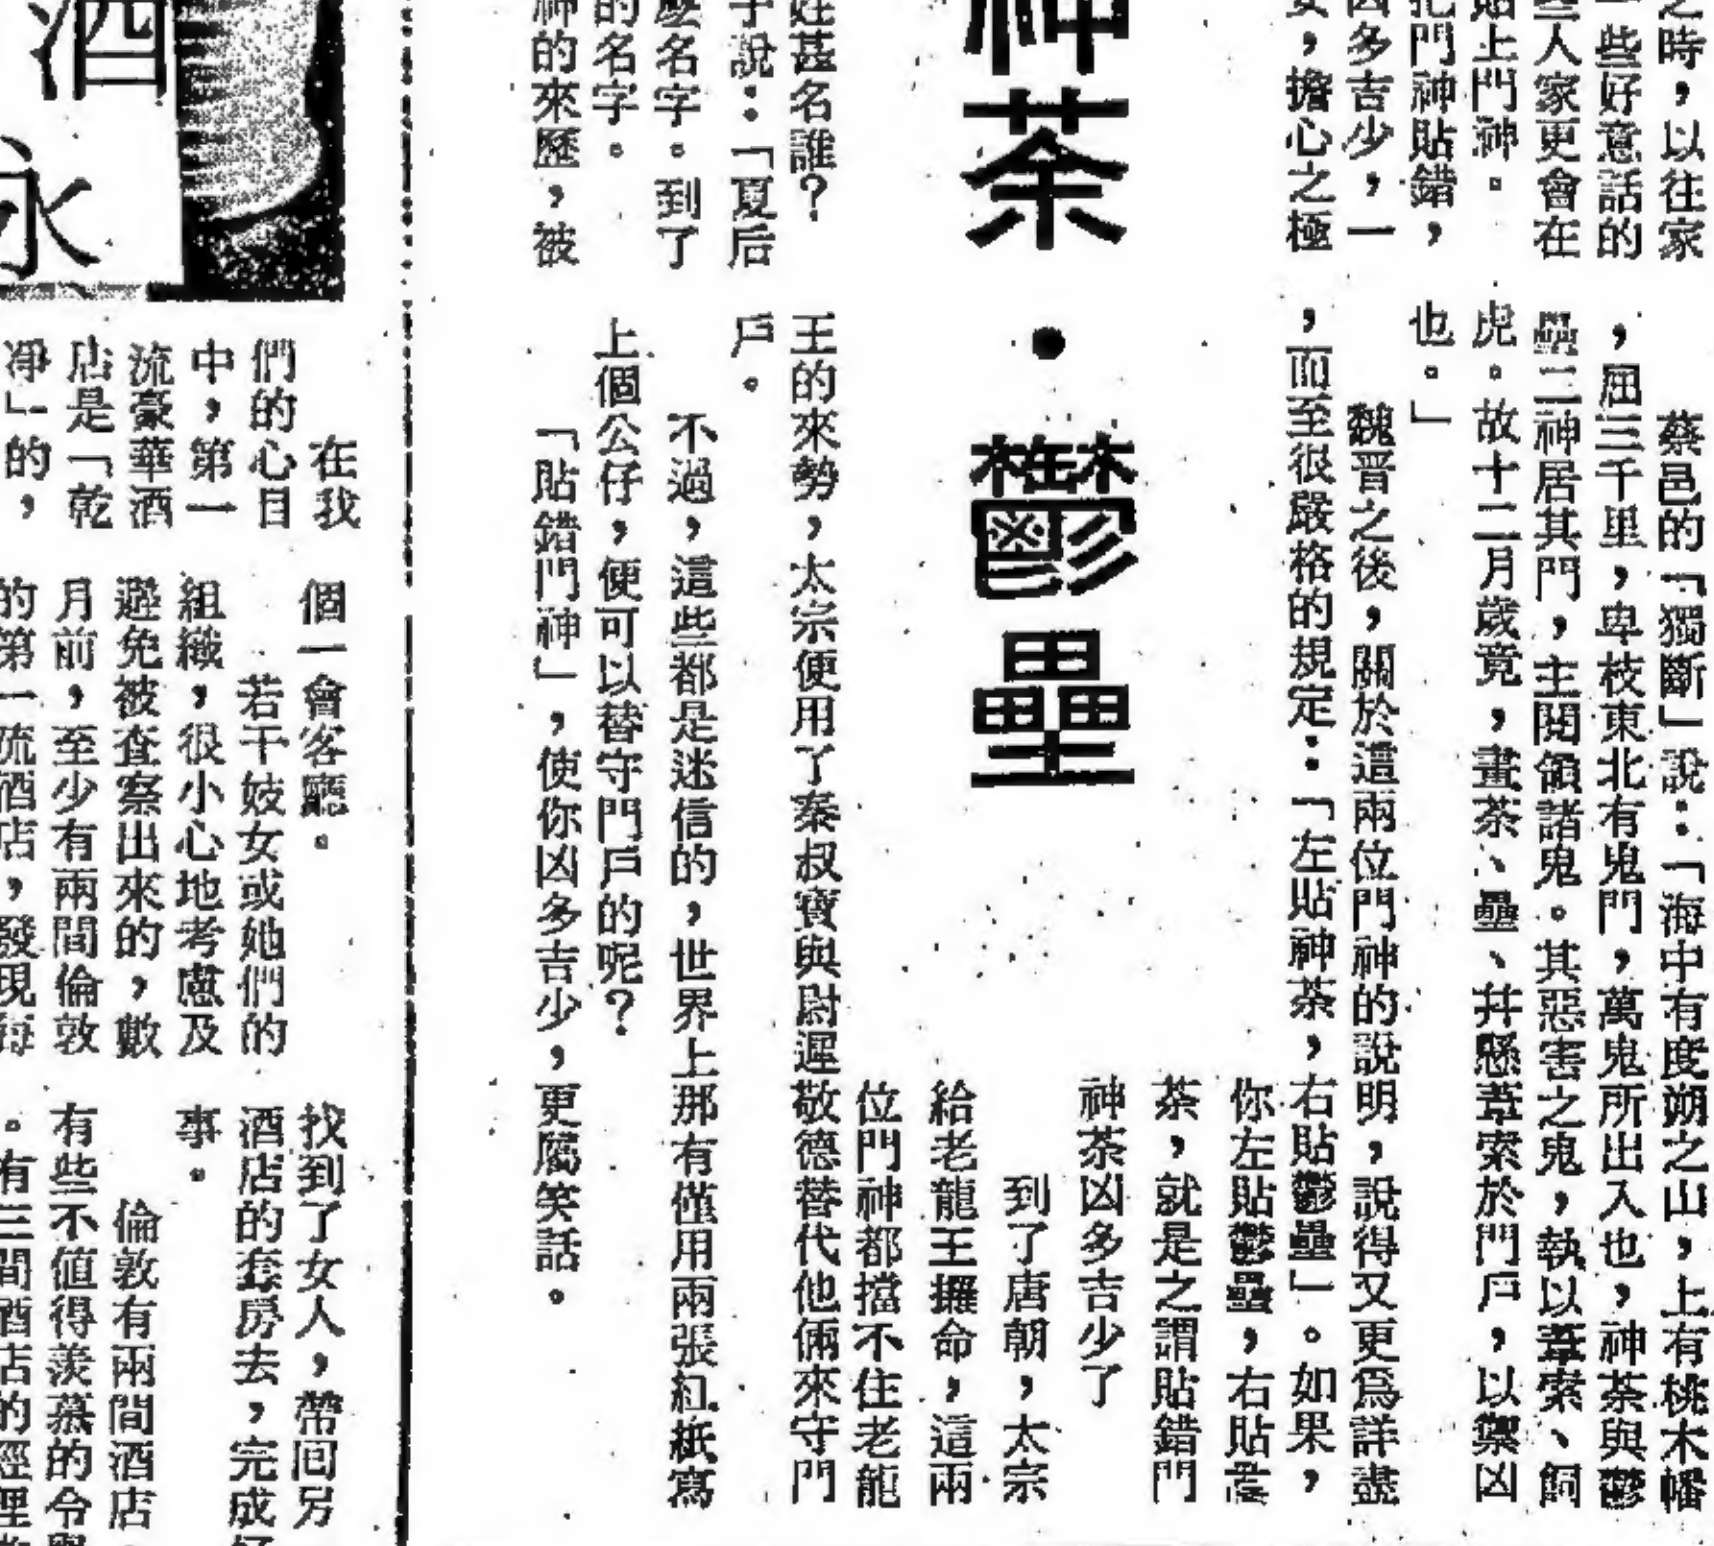 之時，以往家
一些好意話的
些人家更會在
貼上門神。
把門神貼錯，
凶多吉少，一
，擔心之極
神荼·鬱壘
姓甚名誰？
子說：「夏后
麼名字。到了
的名字。
神的來歷，被
蔡邕的「獨斷」說：「海中有度朔之山，上有桃木幡
，屈三千里，卑枝東北有鬼門，萬鬼所出入也，神荼與鬱
壘二神居其門，主閱領諸鬼。其惡害之鬼，執以葦索、飼
虎。故十二月歲竟，畫荼、壘、幷懸葦索於門戶，以禦凶
也。」
魏晋之後，關於這兩位門神的說明，說得又更爲詳盡
，而至很嚴格的規定：「左貼神荼，右貼鬱壘」。如果，
你左貼鬱壘，右貼
荼，就是之謂貼錯門
神荼凶多吉少了
到了唐朝，太宗
給老龍王攞命，這兩
位門神都擋不住老龍
王的來勢，太宗便用了秦叔寶與尉遲敬德替代他倆來守門
戶。
不過，這些都是迷信的，世界上那有僅用兩張紅紙寫
上個公仔，便可以替守門戶的呢？
「貼錯門神」，使你凶多吉少，更屬笑話。
酒
永
在我
們的心目
中，第一
流豪華酒
店是「乾
凈」的，
個一會客廳。
若干妓女或她們的
組織，很小心地考慮及
避免被查察出來的，數
月前，至少有兩間倫敦
的第一流酒店，發現每
找到了女人，帶回另
酒店的套房去，完成好
事。
倫敦有兩間酒店，
有些不值得羨慕的令譽
。有三間酒店的經理